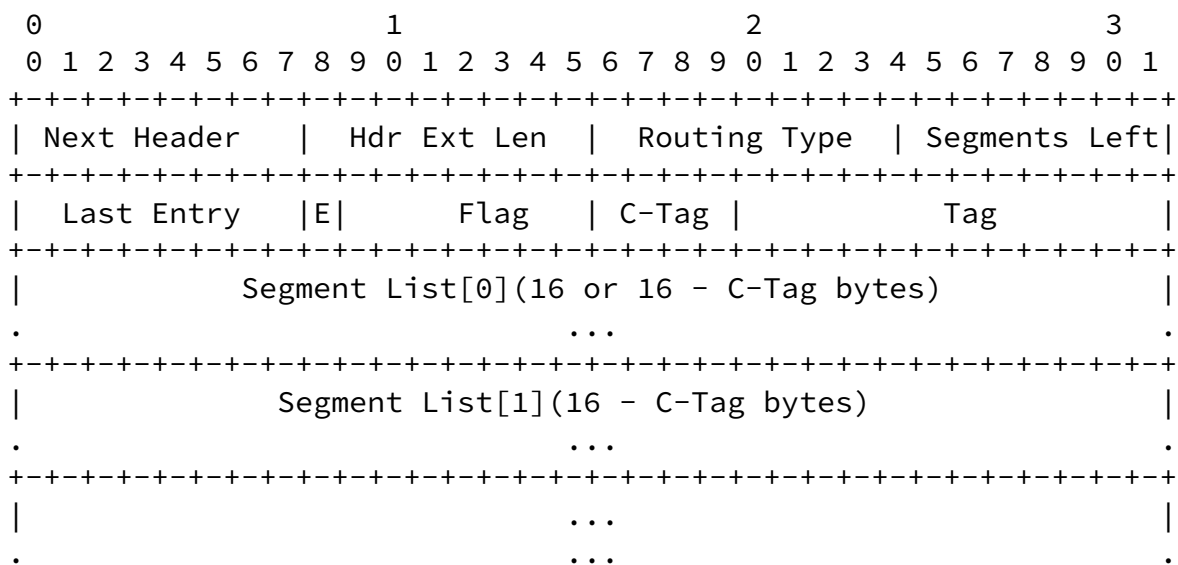 0                   1                   2                   3
 0 1 2 3 4 5 6 7 8 9 0 1 2 3 4 5 6 7 8 9 0 1 2 3 4 5 6 7 8 9 0 1
+-+-+-+-+-+-+-+-+-+-+-+-+-+-+-+-+-+-+-+-+-+-+-+-+-+-+-+-+-+-+-+-+
| Next Header   |  Hdr Ext Len  |  Routing Type  | Segments Left|
+-+-+-+-+-+-+-+-+-+-+-+-+-+-+-+-+-+-+-+-+-+-+-+-+-+-+-+-+-+-+-+-+
|  Last Entry   |E|      Flag   | C-Tag |           Tag         |
+-+-+-+-+-+-+-+-+-+-+-+-+-+-+-+-+-+-+-+-+-+-+-+-+-+-+-+-+-+-+-+-+
|            Segment List[0](16 or 16 - C-Tag bytes)            |
.                              ...                              .
+-+-+-+-+-+-+-+-+-+-+-+-+-+-+-+-+-+-+-+-+-+-+-+-+-+-+-+-+-+-+-+-+
|              Segment List[1](16 - C-Tag bytes)                |
.                              ...                              .
+-+-+-+-+-+-+-+-+-+-+-+-+-+-+-+-+-+-+-+-+-+-+-+-+-+-+-+-+-+-+-+-+
|                              ...                              |
.                              ...                              .